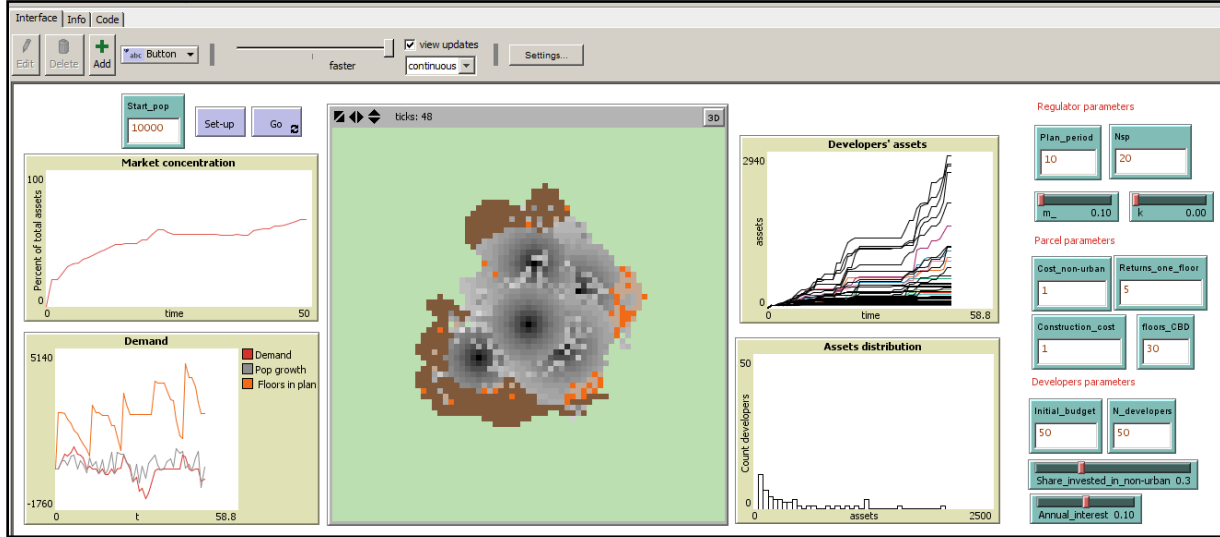 Interface Info Code
Edit Delete Add abc Button
faster
view updates
continuous
Settings...
Start_pop
10000
Set-up
Go
Market concentration
Percent of total assets
100
0
0 time 50
Demand
5140
-1760
0 t 58.8
Demand
Pop growth
Floors in plan
ticks: 48
3D
Developers' assets
2940
assets
0
0 time 58.8
Assets distribution
50
Count developers
0
0 assets 2500
Regulator parameters
Plan_period
10
Nsp
20
m_ 0.10
k 0.00
Parcel parameters
Cost_non-urban
1
Returns_one_floor
5
Construction_cost
1
floors_CBD
30
Developers parameters
Initial_budget
50
N_developers
50
Share_invested_in_non-urban 0.3
Annual_interest 0.10